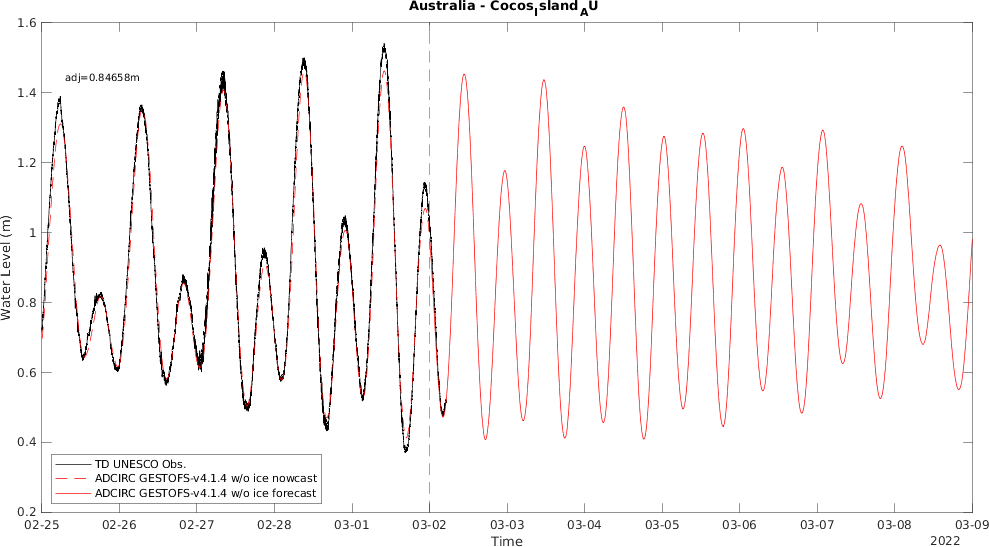 Australia - CocosIslandAU
1.6
1.4
1.2
1
0.8
0.6
0.4
0.2
Water Level (m)
adj=0.84658m
TD UNESCO Obs.
ADCIRC GESTOFS-v4.1.4 w/o ice nowcast
ADCIRC GESTOFS-v4.1.4 w/o ice forecast
02-25 02-26 02-27 02-28 03-01 03-02 03-03 03-04 03-05 03-06 03-07 03-08 03-09
Time
2022